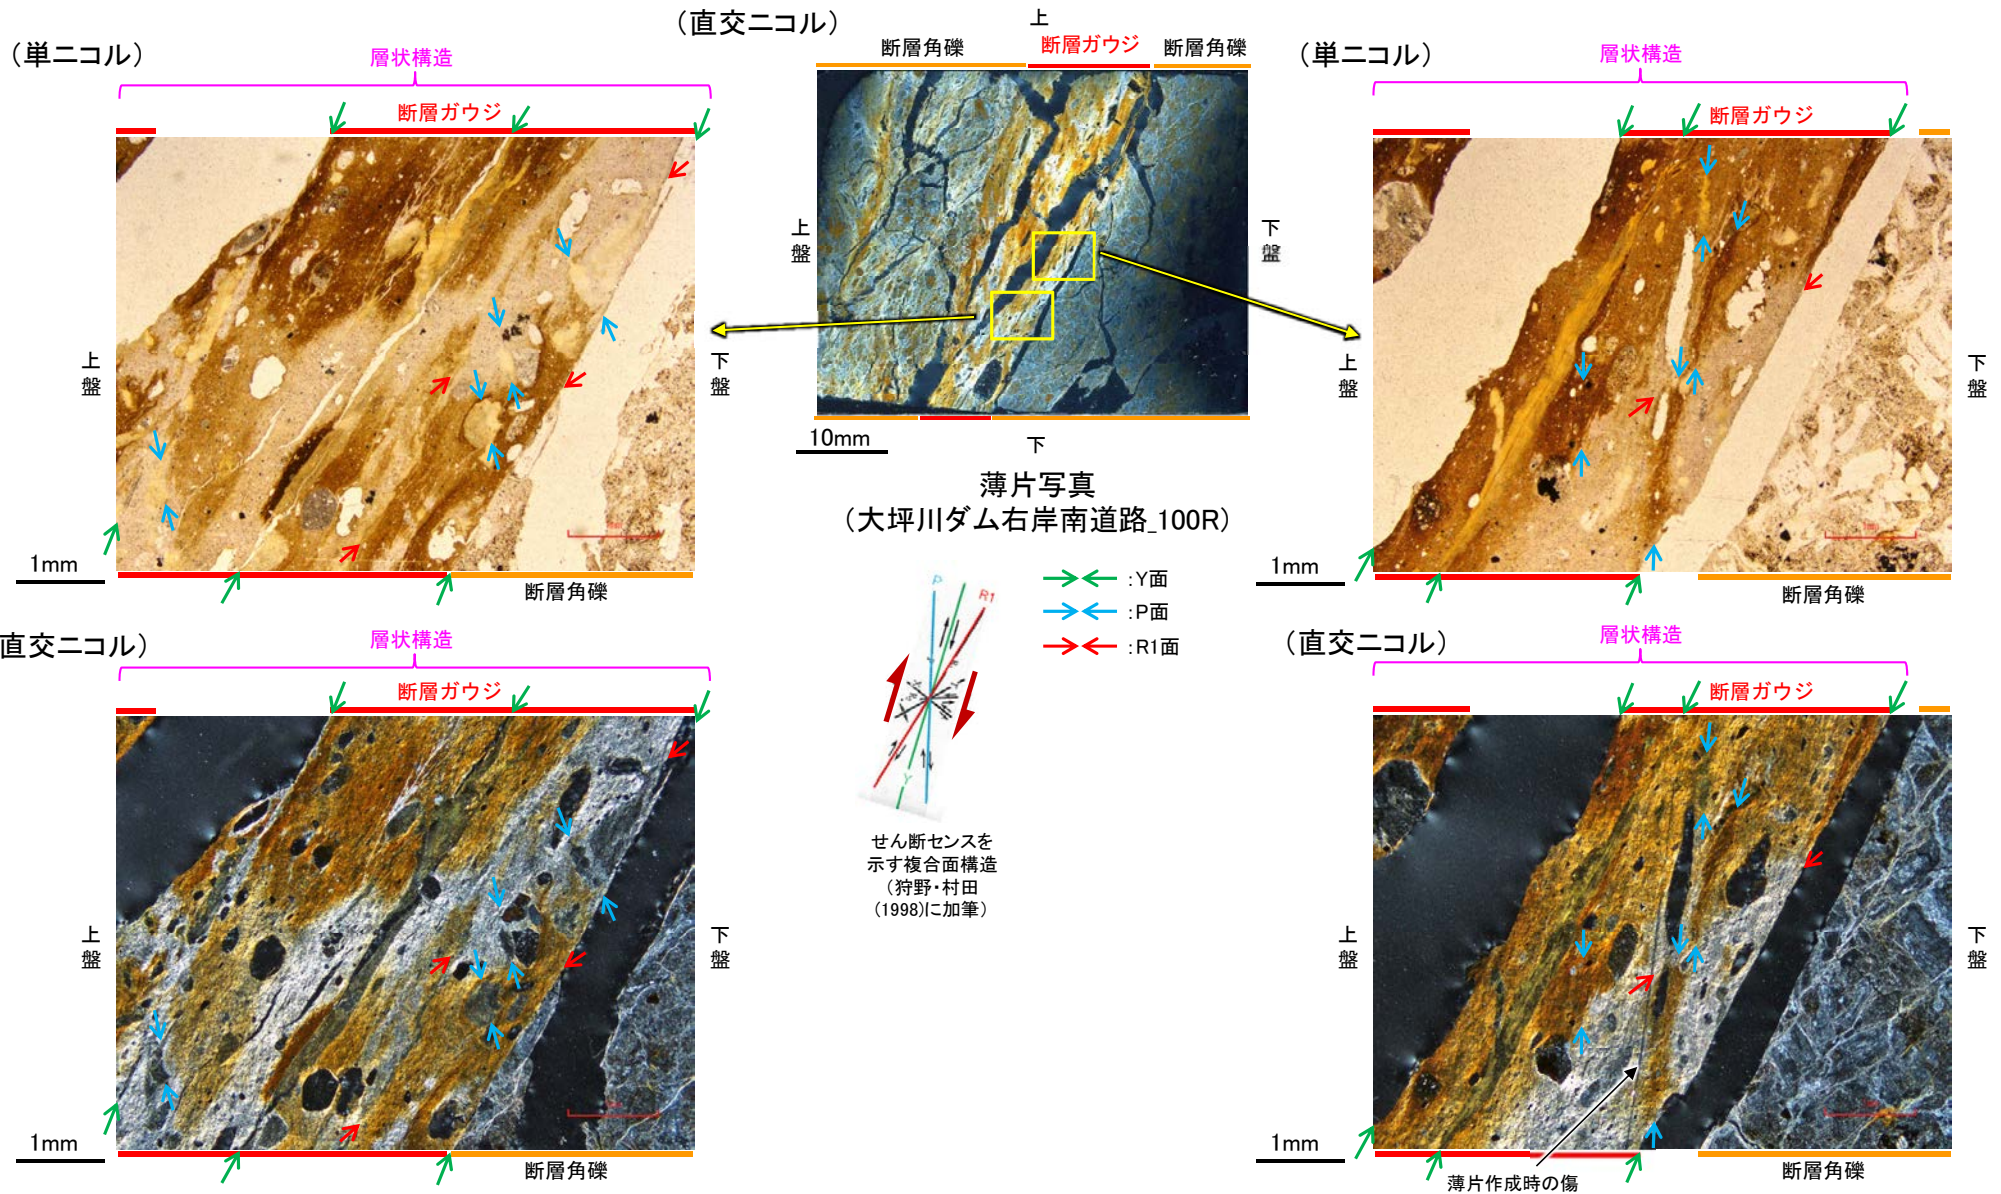 (直交ニコル)
上
断層角礫
断層ガウジ
断層角礫
上盤
下盤
10mm
下
薄片写真
(大坪川ダム右岸南道路_100R)
(単ニコル)
層状構造
断層ガウジ
上盤
下盤
1mm
断層角礫
(単ニコル)
層状構造
断層ガウジ
上盤
下盤
1mm
断層角礫
:Y面
:P面
:R1面
P
R1
Y
せん断センスを
示す複合面構造
(狩野・村田
(1998)に加筆)
直交ニコル)
層状構造
断層ガウジ
上盤
下盤
1mm
断層角礫
(直交ニコル)
層状構造
断層ガウジ
上盤
下盤
1mm
断層角礫
薄片作成時の傷